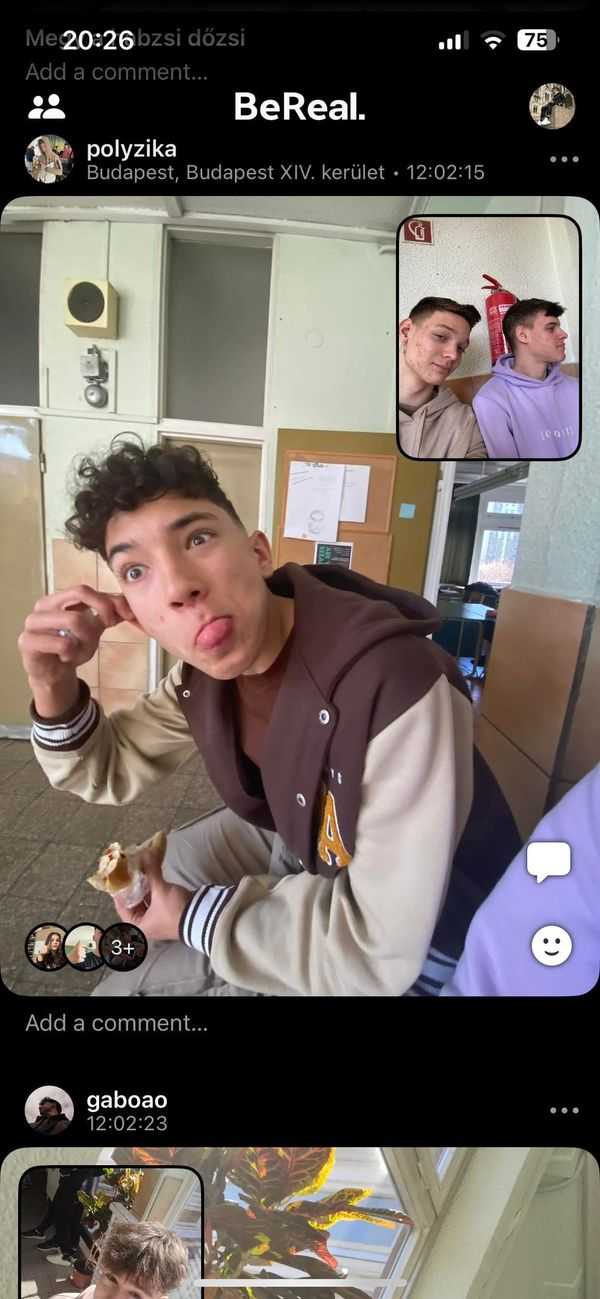 20:26
75
Add a comment...
BeReal.
polyzika
Budapest, Budapest XIV. kerület • 12:02:15
A
3+
Add a comment...
gaboao
12:02:23